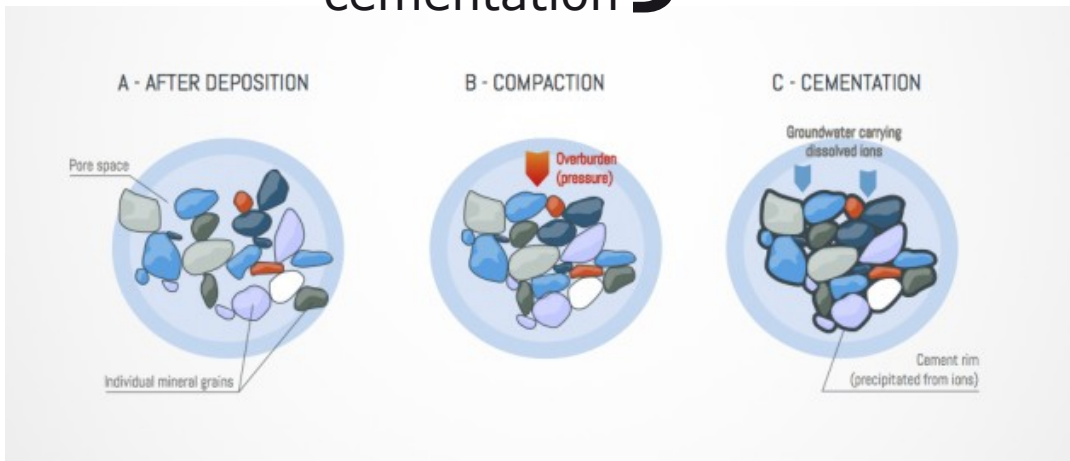 cementation
A - AFTER DEPOSITION
Pore space
Individual mineral grains
B - COMPACTION
Overburden
(pressure)
C - CEMENTATION
Groundwater carrying
dissolved ions
Cement rim
(precipitated from ions)